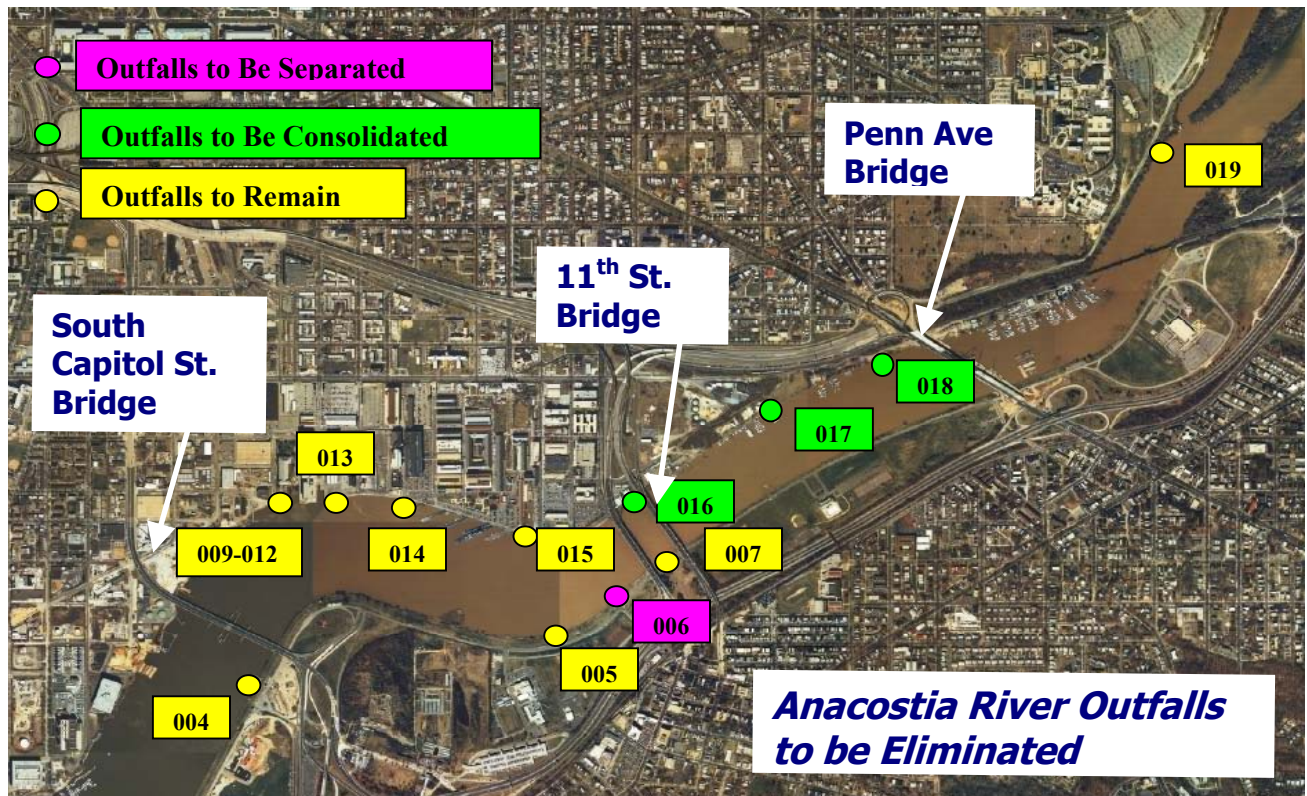 Outfalls to Be Separated
Outfalls to Be Consolidated
Outfalls to Remain
Penn Ave
Bridge
019
11th St.
Bridge
South
Capitol St.
Bridge
018
017
013
016
009-012
014
015
007
006
005
004
Anacostia River Outfalls
to be Eliminated